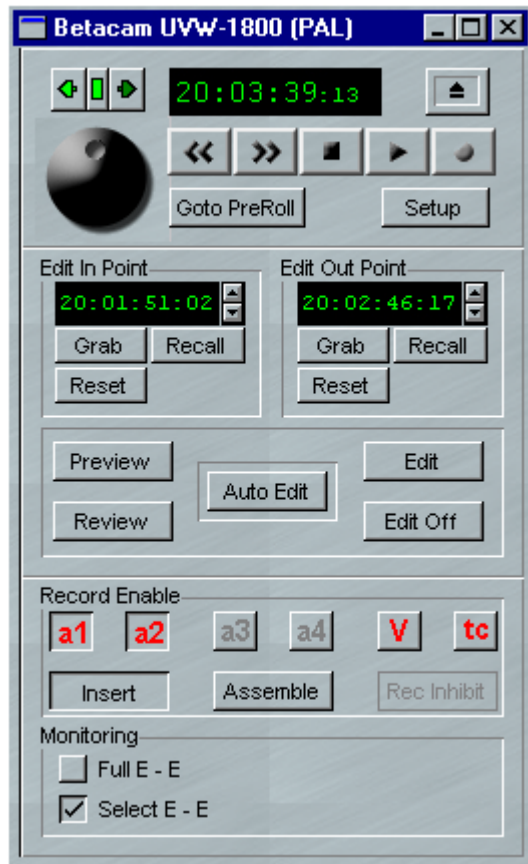 Betacam UVW-1800 (PAL)
20:03:39:13
Goto PreRoll Setup
Edit In Point Edit Out Point
20:01:51:02 20:02:46:17
Grab Recall Grab Recall
Reset Reset
Preview Edit
Auto Edit
Review Edit Off
Record Enable
a1 a2 a3 a4 V tc
Insert Assemble Rec Inhibit
Monitoring
Full E - E
Select E - E